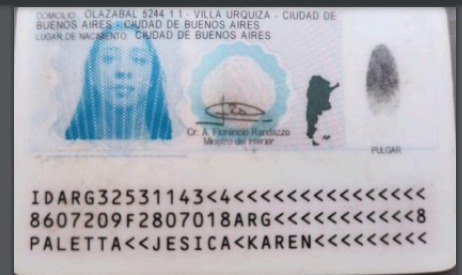 DOMICILIO: OLAZABAL 5244 1 1 - VILLA URQUIZA - CIUDAD DE
BUENOS AIRES - CIUDAD DE BUENOS AIRES
LUGAR DE NACIMIENTO: CIUDAD DE BUENOS AIRES
Cr. A. Florencio Randazzo
Ministro del Interior
PULGAR
IDARG32531143<4<<<<<<<<<<<<<<<
8607209F2807018ARG<<<<<<<<<<<8
PALETTA<<JESICA<KAREN<<<<<<<<<